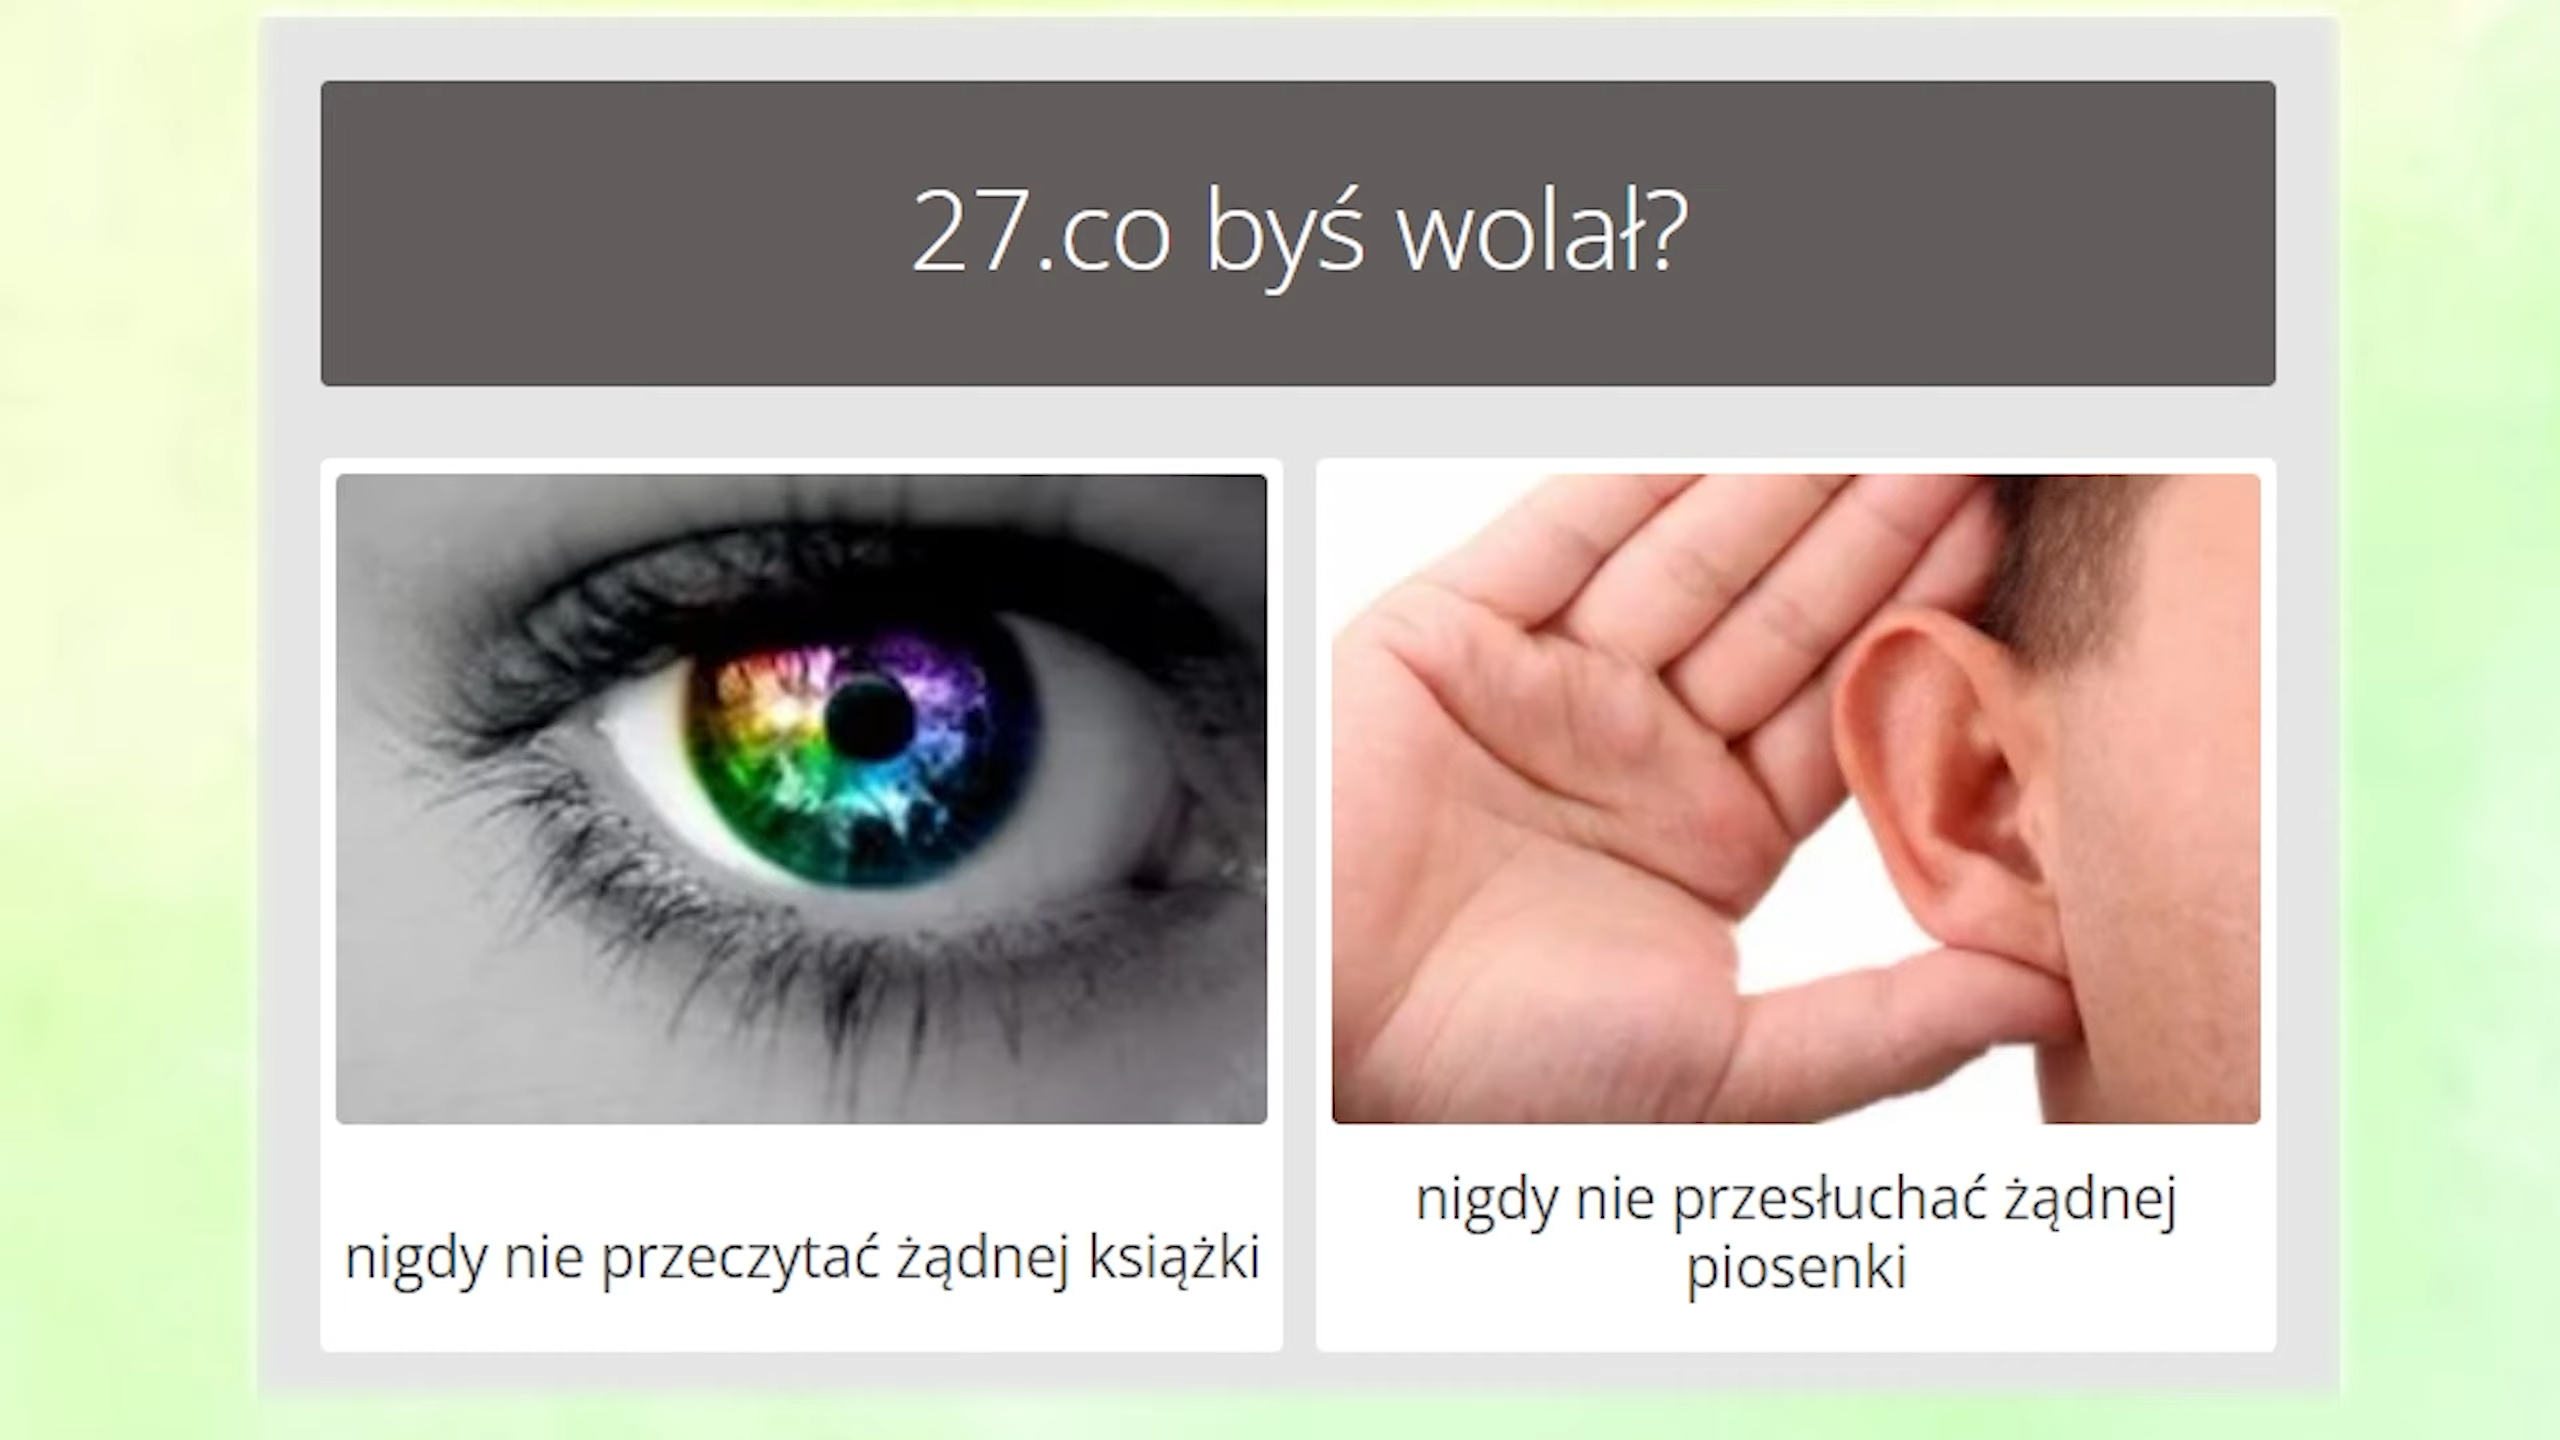 27.co byś wolał?
nigdy nie przeczytać żądnej książki
nigdy nie przesłuchać żądnej
piosenki